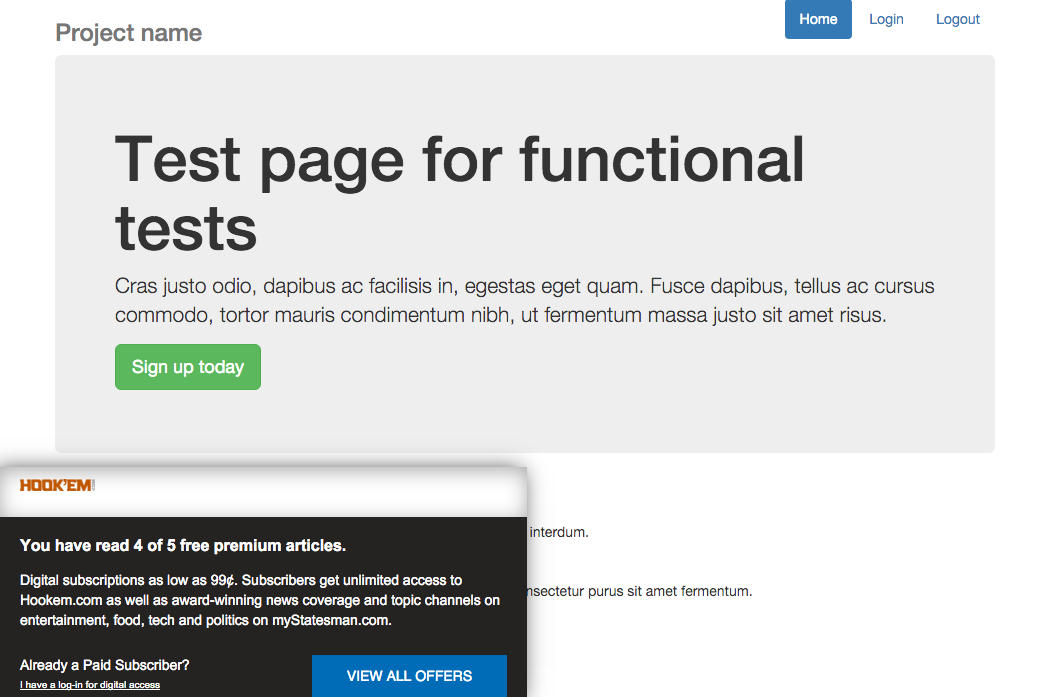 Project name
Home
Login
Logout
Test page for functional
tests
Cras justo odio, dapibus ac facilisis in, egestas eget quam. Fusce dapibus, tellus ac cursus
commodo, tortor mauris condimentum nibh, ut fermentum massa justo sit amet risus.
Sign up today
interdum.
purus sit amet fermentum.
HOOK'EM
You have read 4 of 5 free premium articles.
Digital subscriptions as low as 99¢. Subscribers get unlimited access to
Hookem.com as well as award-winning news coverage and topic channels on
entertainment, food, tech and politics on myStatesman.com.
Already a Paid Subscriber?
I have a log-in for digital access
VIEW ALL OFFERS